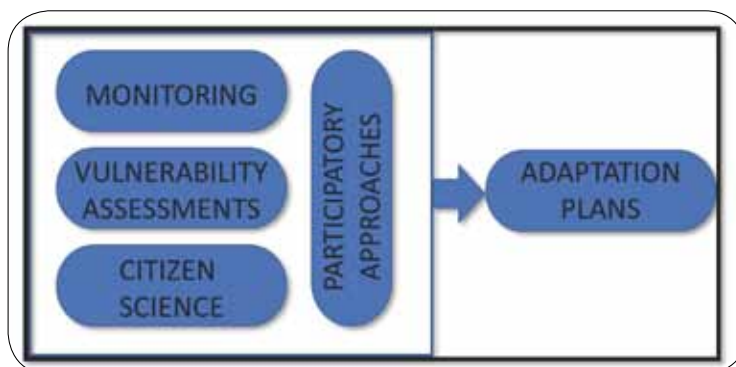 MONITORING
VULNERABILITY
ASSESSMENTS
CITIZEN
SCIENCE
PARTICIPATORY
APPROACHES
ADAPTATION
PLANS